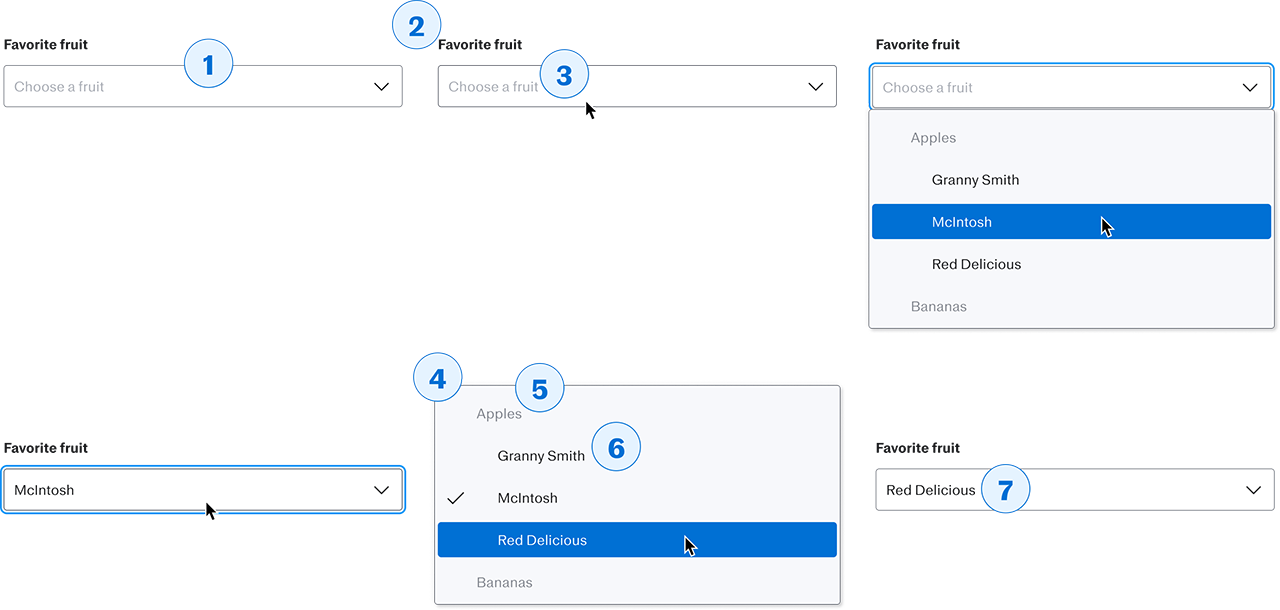 Favorite fruit
1
Choose a fruit
2
Favorite fruit
3
Choose a fruit
Favorite fruit
Choose a fruit
Apples
Granny Smith
McIntosh
Red Delicious
Bananas
Favorite fruit
McIntosh
4
5
Apples
Granny Smith
6
McIntosh
Red Delicious
Bananas
Favorite fruit
Red Delicious
7